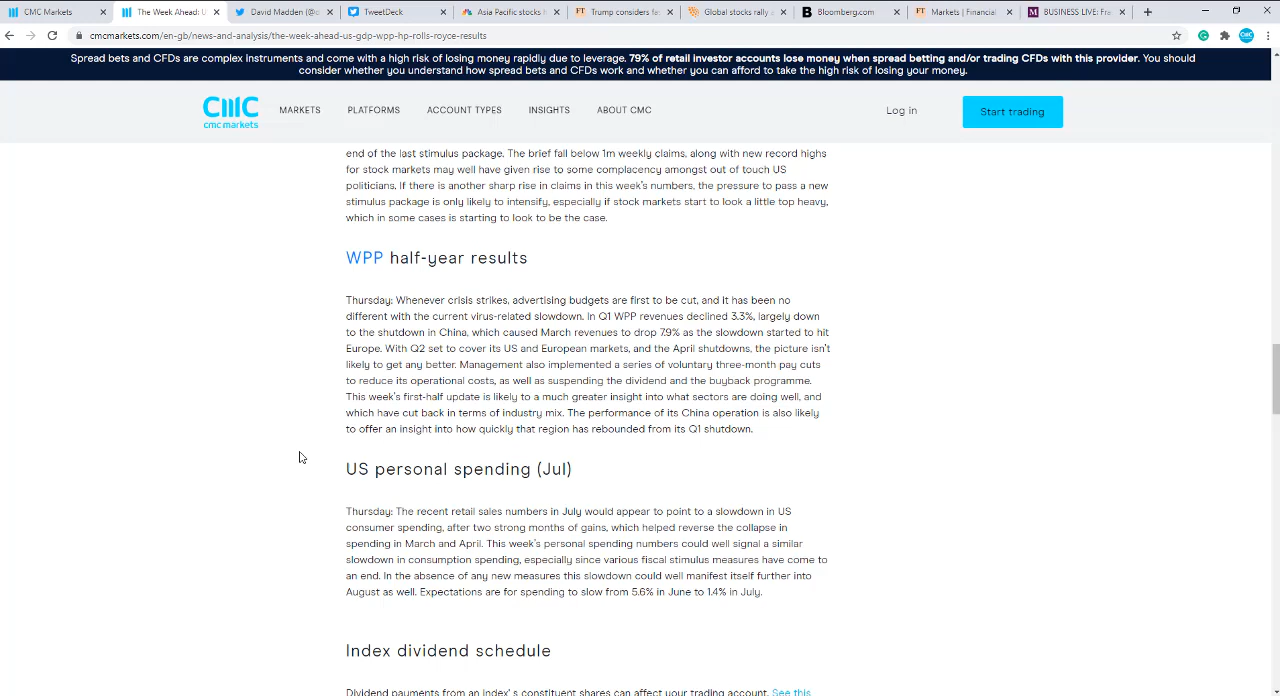 CMC Markets
The Week Ahead: U
David Madden (@
TweetDeck
Asia Pacific stocks
Trump considers fa
Global stocks rally a
Bloomberg.com
Markets | Financial
BUSINESS LIVE: Fra
cmcmarkets.com/en-gb/news-and-analysis/the-week-ahead-us-gdp-wpp-hp-rolls-royce-results
Spread bets and CFDs are complex instruments and come with a high risk of losing money rapidly due to leverage. 79% of retail investor accounts lose money when spread betting and/or trading CFDs with this provider. You should
consider whether you understand how spread bets and CFDs work and whether you can afford to take the high risk of losing your money.
CMC
cmc markets
MARKETS
PLATFORMS
ACCOUNT TYPES
INSIGHTS
ABOUT CMC
Log in
Start trading
end of the last stimulus package. The brief fall below 1m weekly claims, along with new record highs
for stock markets may well have given rise to some complacency amongst out of touch US
politicians. If there is another sharp rise in claims in this week's numbers, the pressure to pass a new
stimulus package is only likely to intensify, especially if stock markets start to look a little top heavy,
which in some cases is starting to look to be the case.
WPP half-year results
Thursday: Whenever crisis strikes, advertising budgets are first to be cut, and it has been no
different with the current virus-related slowdown. In Q1 WPP revenues declined 3.3%, largely down
to the shutdown in China, which caused March revenues to drop 7.9% as the slowdown started to hit
Europe. With Q2 set to cover its US and European markets, and the April shutdowns, the picture isn't
likely to get any better. Management also implemented a series of voluntary three-month pay cuts
to reduce its operational costs, as well as suspending the dividend and the buyback programme.
This week's first-half update is likely to a much greater insight into what sectors are doing well, and
which have cut back in terms of industry mix. The performance of its China operation is also likely
to offer an insight into how quickly that region has rebounded from its Q1 shutdown.
US personal spending (Jul)
Thursday: The recent retail sales numbers in July would appear to point to a slowdown in US
consumer spending, after two strong months of gains, which helped reverse the collapse in
spending in March and April. This week's personal spending numbers could well signal a similar
slowdown in consumption spending, especially since various fiscal stimulus measures have come to
an end. In the absence of any new measures this slowdown could well manifest itself further into
August as well. Expectations are for spending to slow from 5.6% in June to 1.4% in July.
Index dividend schedule
Dividend payments from an index's constituent shares can affect your trading account. See this